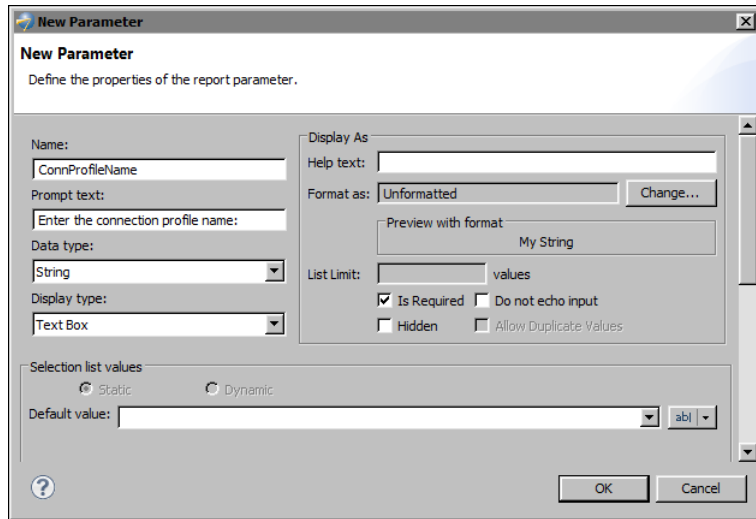 New Parameter
New Parameter
Define the properties of the report parameter.
Name:
ConnProfileName
Prompt text:
Enter the connection profile name:
Data type:
String
Display type:
Text Box
Display As
Help text:
Format as: Unformatted Change...
Preview with format
My String
List Limit: values
Is Required Do not echo input
Hidden Allow Duplicate Values
Selection list values
Static Dynamic
Default value: ab|
?
OK Cancel